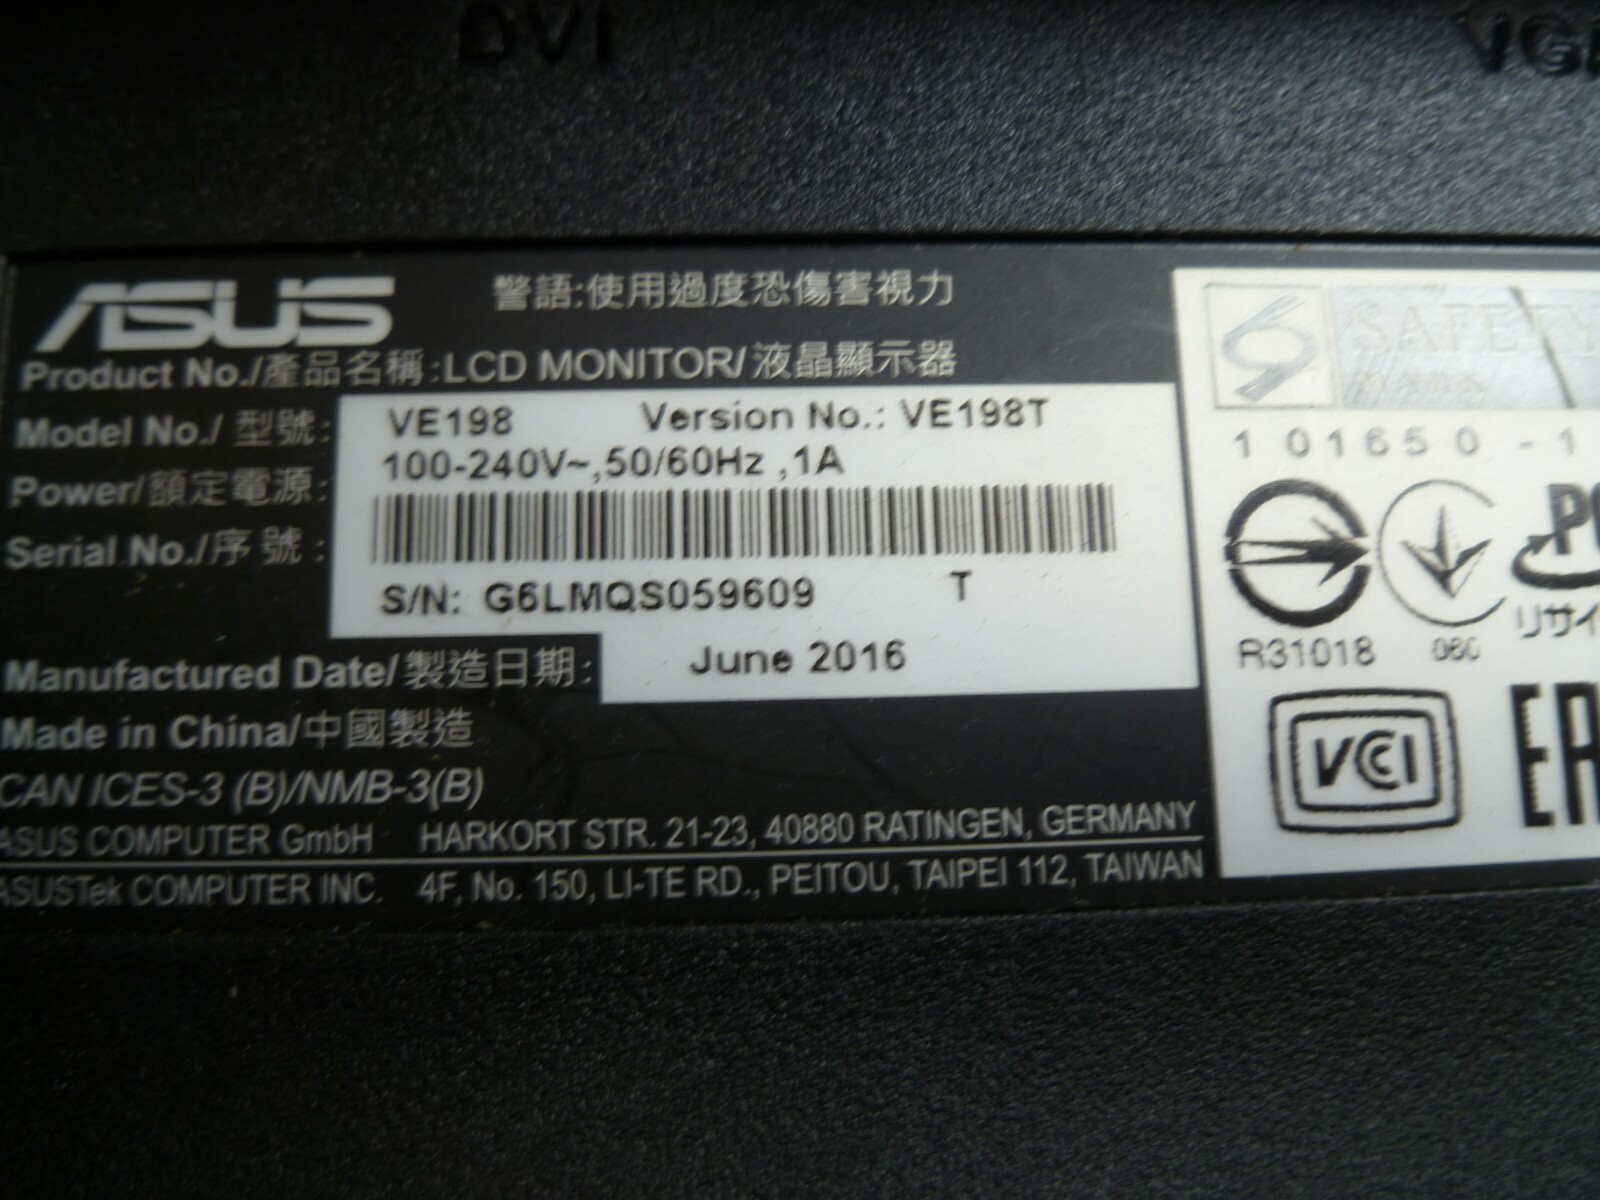 DVI
ASUS 警語:使用過度恐傷害視力
Product No./產品名稱:LCD MONITOR/液晶顯示器
Model No./型號: VE198 Version No.: VE198T
Power/額定電源: 100-240V~,50/60Hz ,1A
Serial No./序號:
S/N: G6LMQS059609 T
Manufactured Date/製造日期: June 2016
Made in China/中國製造
CAN ICES-3 (B)/NMB-3(B)
ASUS COMPUTER GmbH HARKORT STR. 21-23, 40880 RATINGEN, GERMANY
ASUSTek COMPUTER INC. 4F, No. 150, LI-TE RD., PEITOU, TAIPEI 112, TAIWAN
SAFETY
101650-1
R31018
VCCI